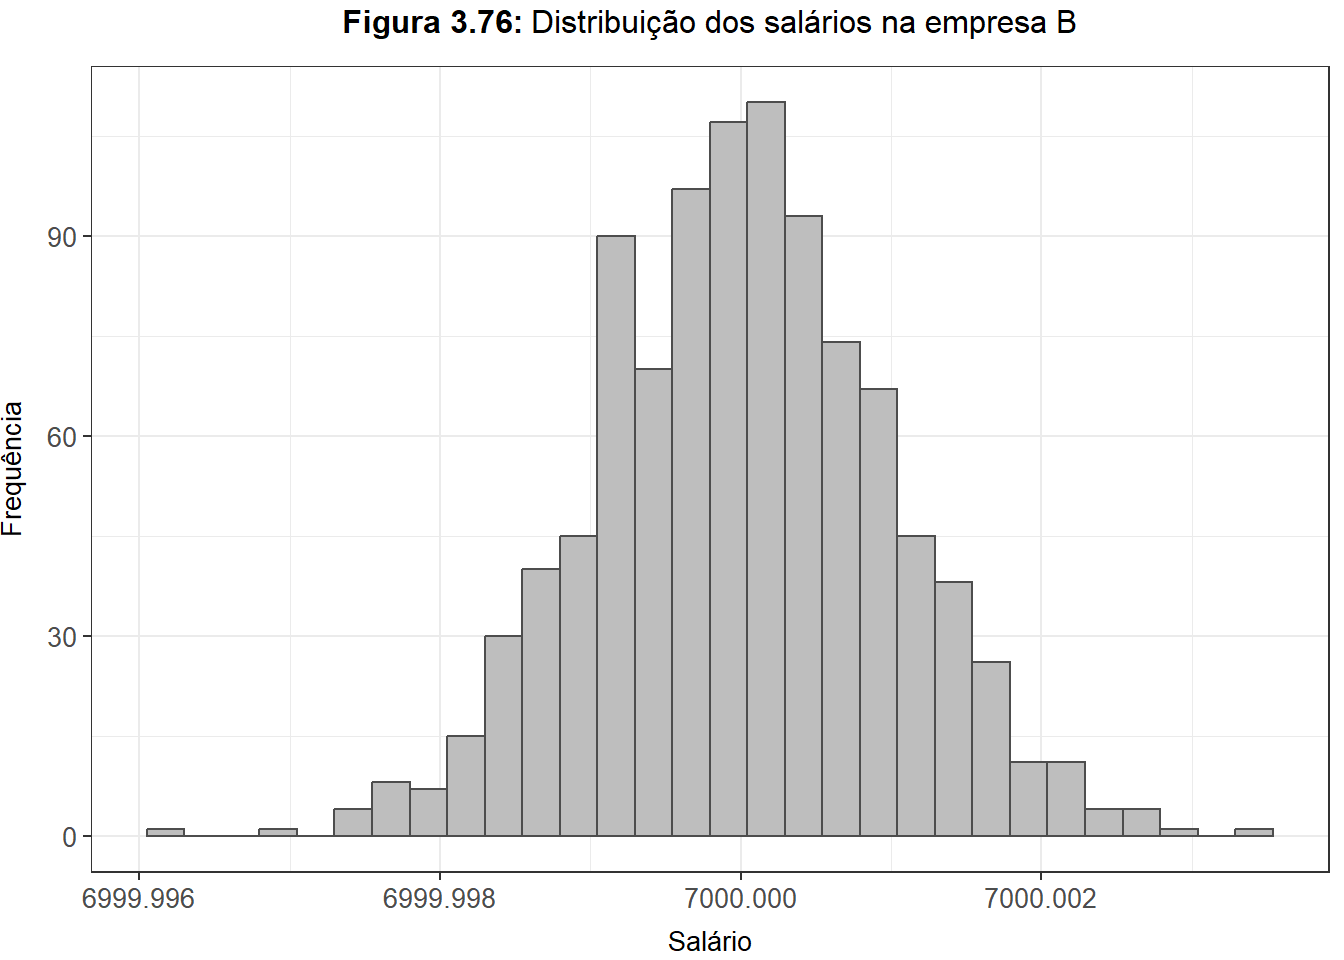 Figura 3.76: Distribuição dos salários na empresa B
Frequência
90
60
30
0
6999.996 6999.998 7000.000 7000.002
Salário